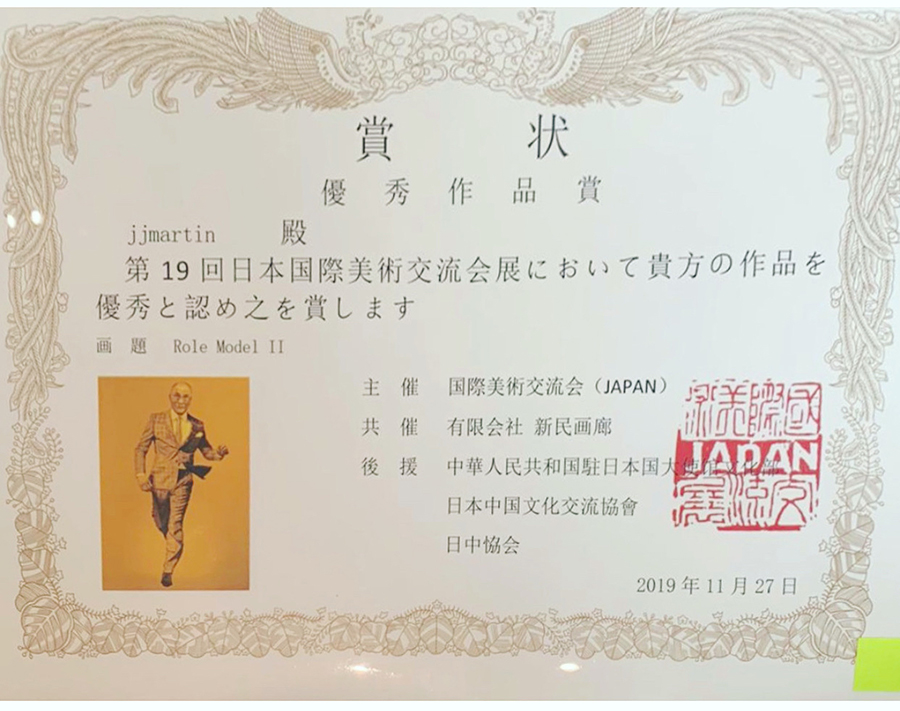 賞 状
優 秀 作 品 賞
jjmartin 殿
第 19 回日本国際美術交流会展において貴方の作品を
優秀と認め之を賞します
画 題 Role Model II
主 催 国際美術交流会（JAPAN）
共 催 有限会社 新民画廊
後 援 中華人民共和国駐日本国大使馆文化部
日本中国文化交流協會
日中協会
2019 年 11 月 27 日
JAPAN